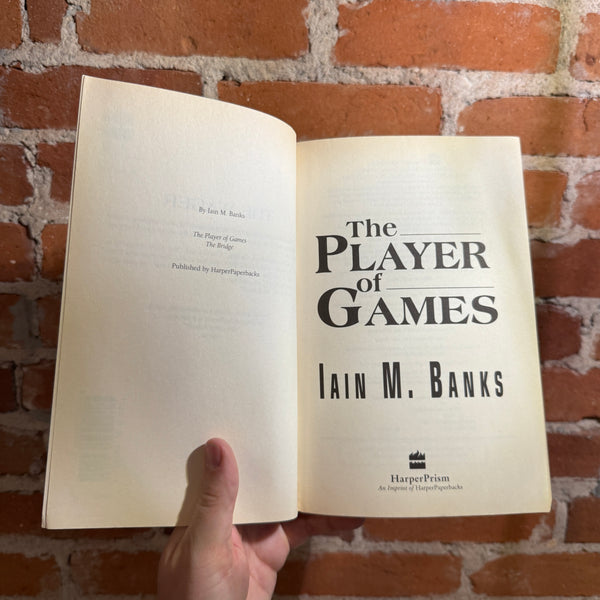 By Iain M. Banks
The Player of Games
The Bridge
Published by HarperPaperbacks
The
PLAYER
of
GAMES
IAIN M. BANKS
HarperPrism
An Imprint of HarperPaperbacks